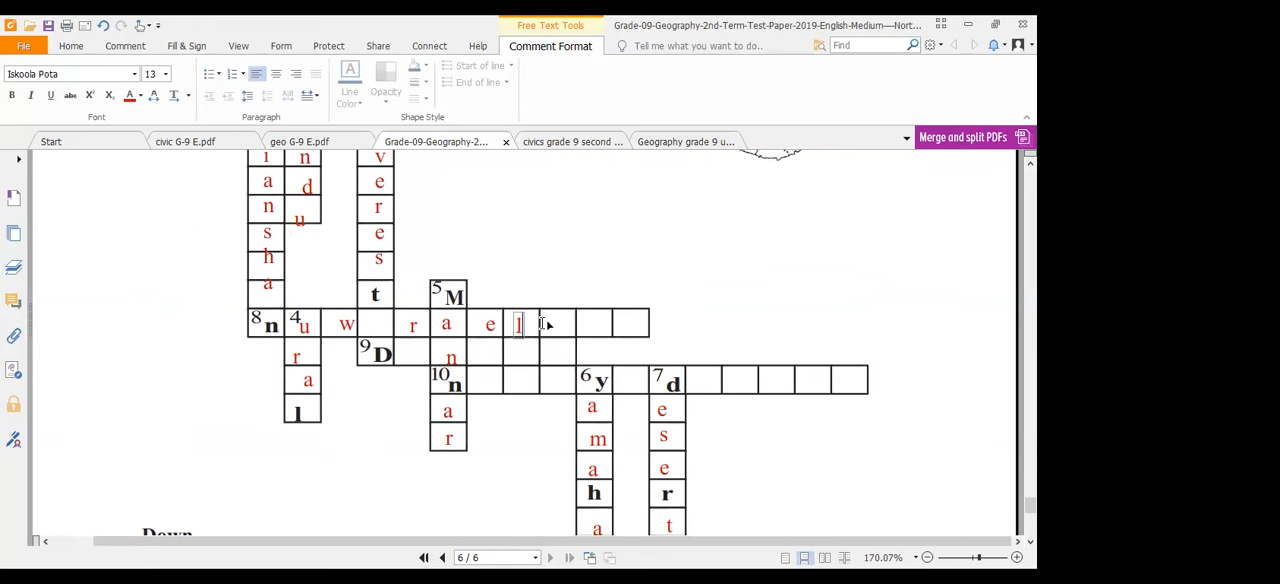 Free Text Tools
Grade-09-Geography-2nd-Term-Test-Paper-2019-English-Medium—Nort...
File Home Comment Fill & Sign View Form Protect Share Connect Help Comment Format Tell me what you want to do.. Find
Iskoola Pota 13
Line Color Opacity Start of line
End of line
B I U abc X² X₂ A A T
Font Paragraph Shape Style
Start civic G-9 E.pdf geo G-9 E.pdf Grade-09-Geography-2... civics grade 9 second ... Geography grade 9 u... Merge and split PDFs
i n v
a d e
n u r
s e
h s
a t 5 M
8 n 4 u w r a e l
r 9 D n
a 10 n 6 y 7 d
l a a e
r m s
a e
h r
a t
Down
6 / 6 170.07%